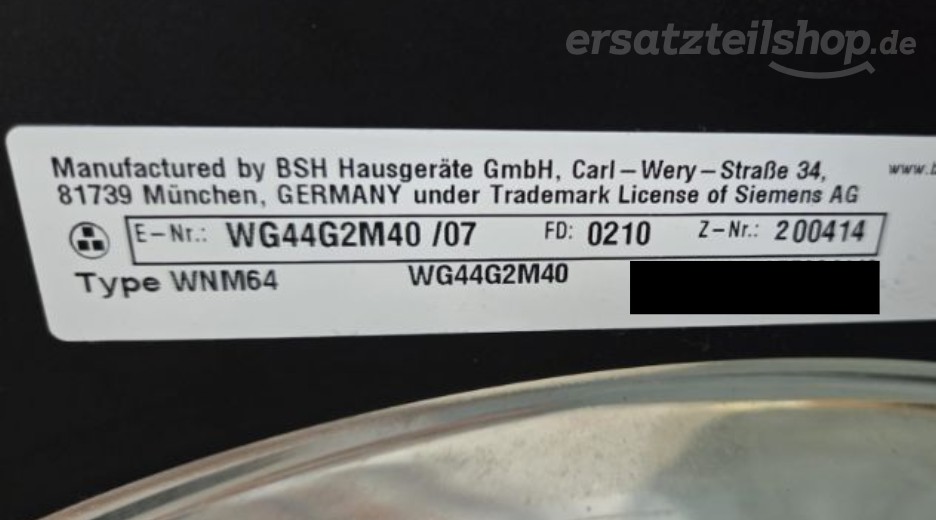 ersatzteilshop.de
Manufactured by BSH Hausgeräte GmbH, Carl-Wery-Straße 34,
www.
81739 München, GERMANY under Trademark License of Siemens AG
E-Nr.: WG44G2M40 /07 FD: 0210 Z-Nr.: 200414
Type WNM64 WG44G2M40